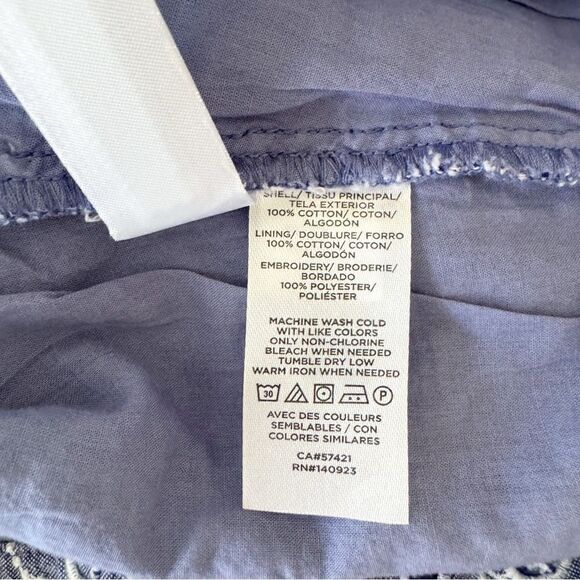 SHELL/ TISSU PRINCIPAL/
TELA EXTERIOR
100% COTTON/ COTON/
ALGODÓN
LINING/ DOUBLURE/ FORRO
100% COTTON/ COTON/
ALGODÓN
EMBROIDERY/ BRODERIE/
BORDADO
100% POLYESTER/
POLIÉSTER
MACHINE WASH COLD
WITH LIKE COLORS
ONLY NON-CHLORINE
BLEACH WHEN NEEDED
TUMBLE DRY LOW
WARM IRON WHEN NEEDED
30 P
AVEC DES COULEURS
SEMBLABLES / CON
COLORES SIMILARES
CA#57421
RN#140923